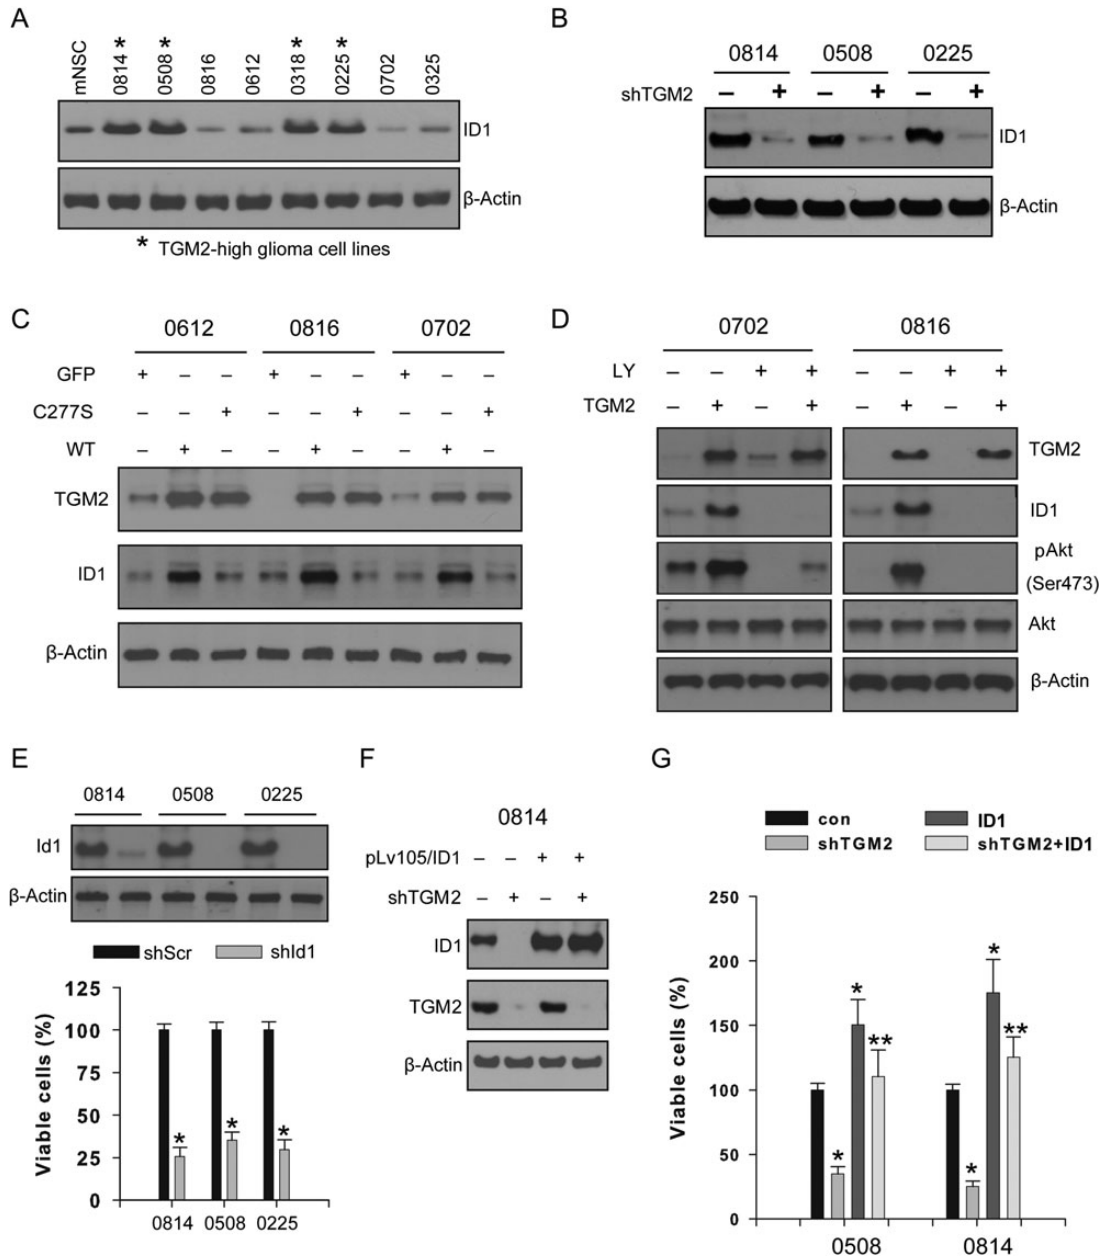 A
mNSC
0814 *
0508 *
0816
0612
0318 *
0225 *
0702
0325
ID1
β-Actin
* TGM2-high glioma cell lines
B
0814 0508 0225
shTGM2 – + – + – +
ID1
β-Actin
C
0612 0816 0702
GFP + – – + – – + – –
C277S – – + – – + – – +
WT – + – – + – – + –
TGM2
ID1
β-Actin
D
0702 0816
LY – – + + – – + +
TGM2 – + – + – + – +
TGM2
ID1
pAkt
(Ser473)
Akt
β-Actin
E
0814 0508 0225
Id1
β-Actin
shScr shId1
Viable cells (%)
125
100
75
50
25
0
* * *
0814 0508 0225
F
0814
pLv105/ID1 – – + +
shTGM2 – + – +
ID1
TGM2
β-Actin
G
con ID1
shTGM2 shTGM2+ID1
Viable cells (%)
250
200
150
100
50
0
* * ** * * **
0508 0814